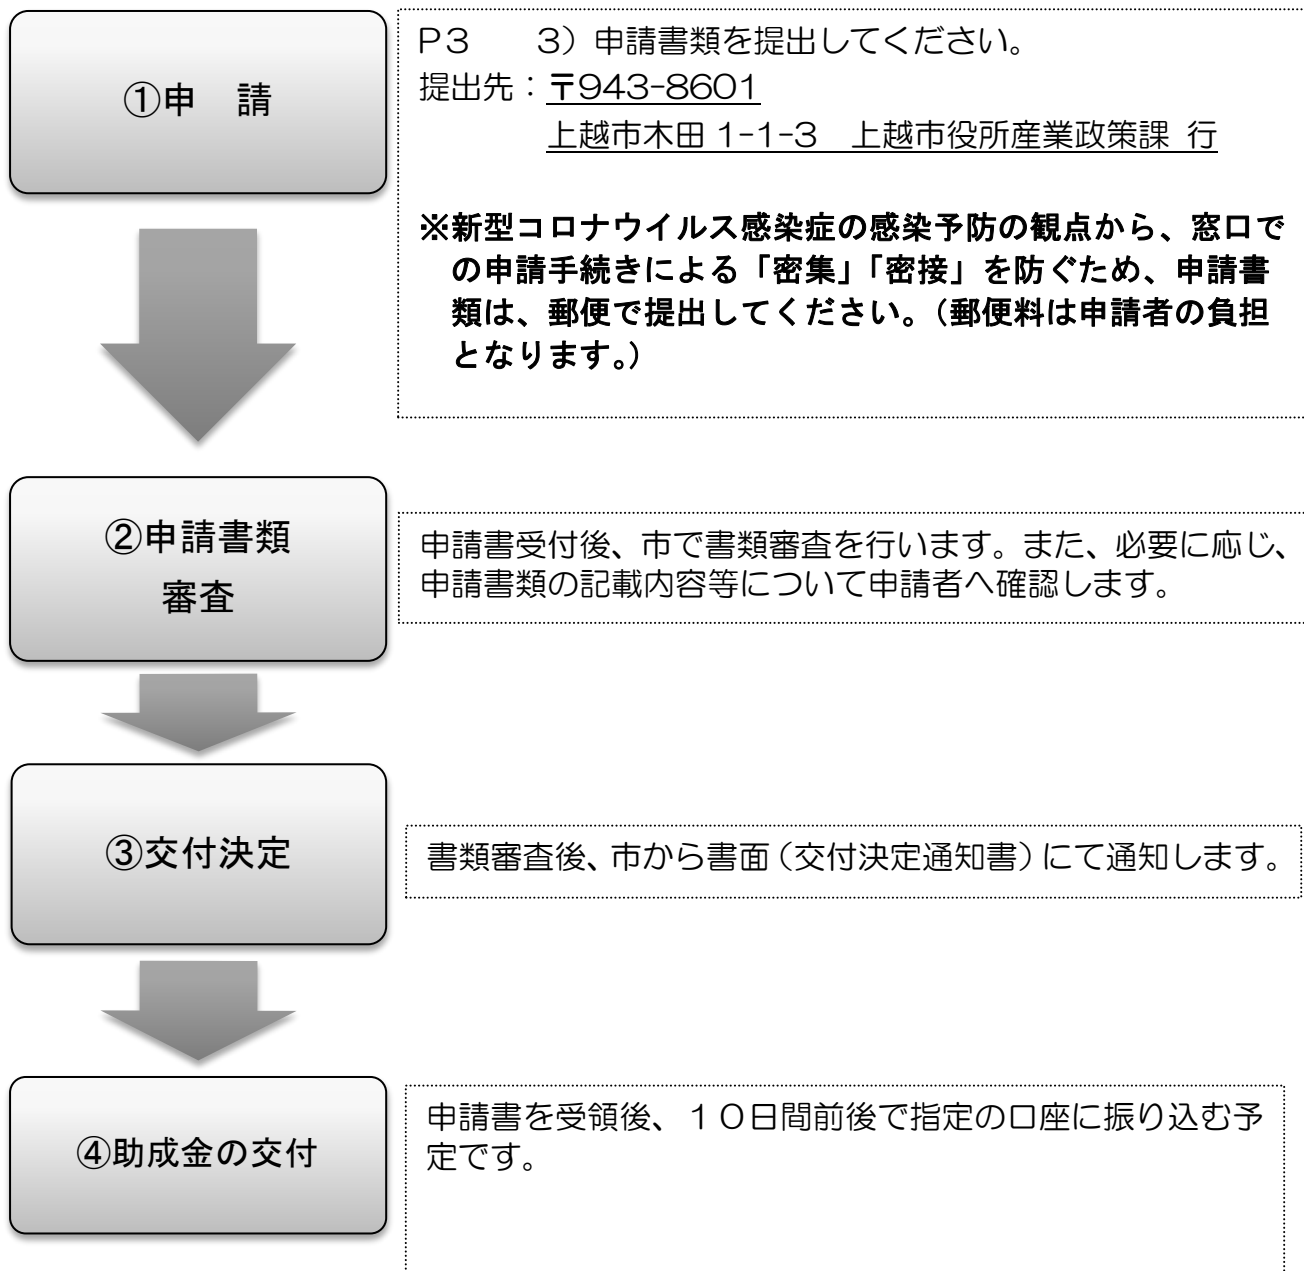 ①申　請
P3　　3）申請書類を提出してください。
提出先：〒943-8601
上越市木田 1-1-3　上越市役所産業政策課 行
※新型コロナウイルス感染症の感染予防の観点から、窓口で
の申請手続きによる「密集」「密接」を防ぐため、申請書
類は、郵便で提出してください。（郵便料は申請者の負担
となります。）
②申請書類
審査
申請書受付後、市で書類審査を行います。また、必要に応じ、
申請書類の記載内容等について申請者へ確認します。
③交付決定
書類審査後、市から書面（交付決定通知書）にて通知します。
④助成金の交付
申請書を受領後、１０日間前後で指定の口座に振り込む予
定です。